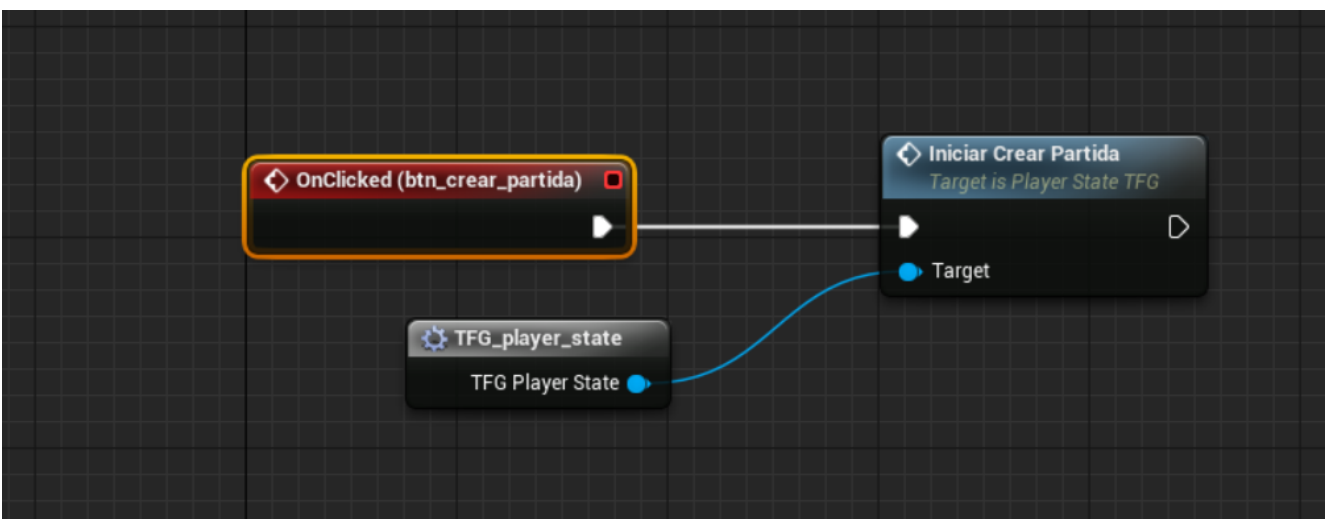 OnClicked (btn_crear_partida)
Iniciar Crear Partida
Target is Player State TFG
Target
TFG_player_state
TFG Player State